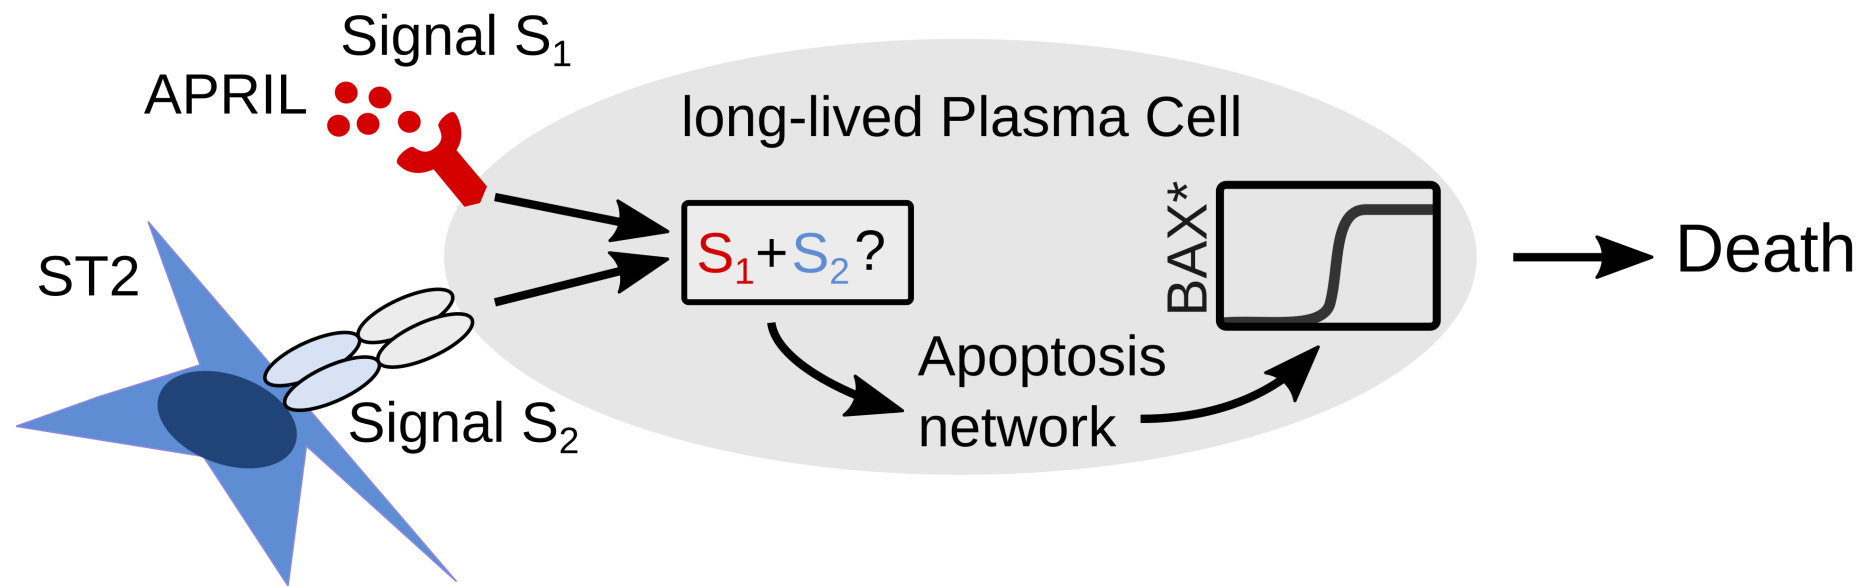 Signal S₁
APRIL
long-lived Plasma Cell
ST2
S₁+S₂?
BAX*
Death
Apoptosis
network
Signal S₂